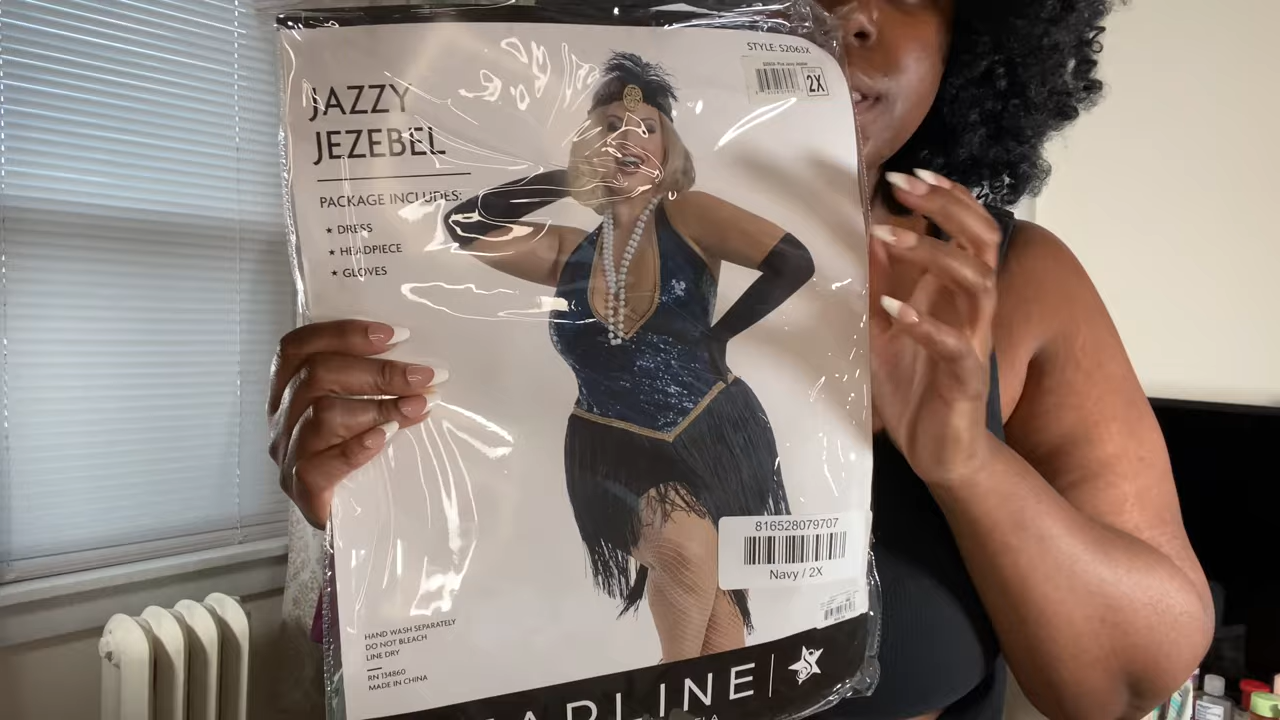 STYLE: S2063X
2X
JAZZY
JEZEBEL
PACKAGE INCLUDES:
★ DRESS
★ HEADPIECE
★ GLOVES
816528079707
Navy / 2X
HAND WASH SEPARATELY
DO NOT BLEACH
LINE DRY
RN 134860
MADE IN CHINA
ARLINE